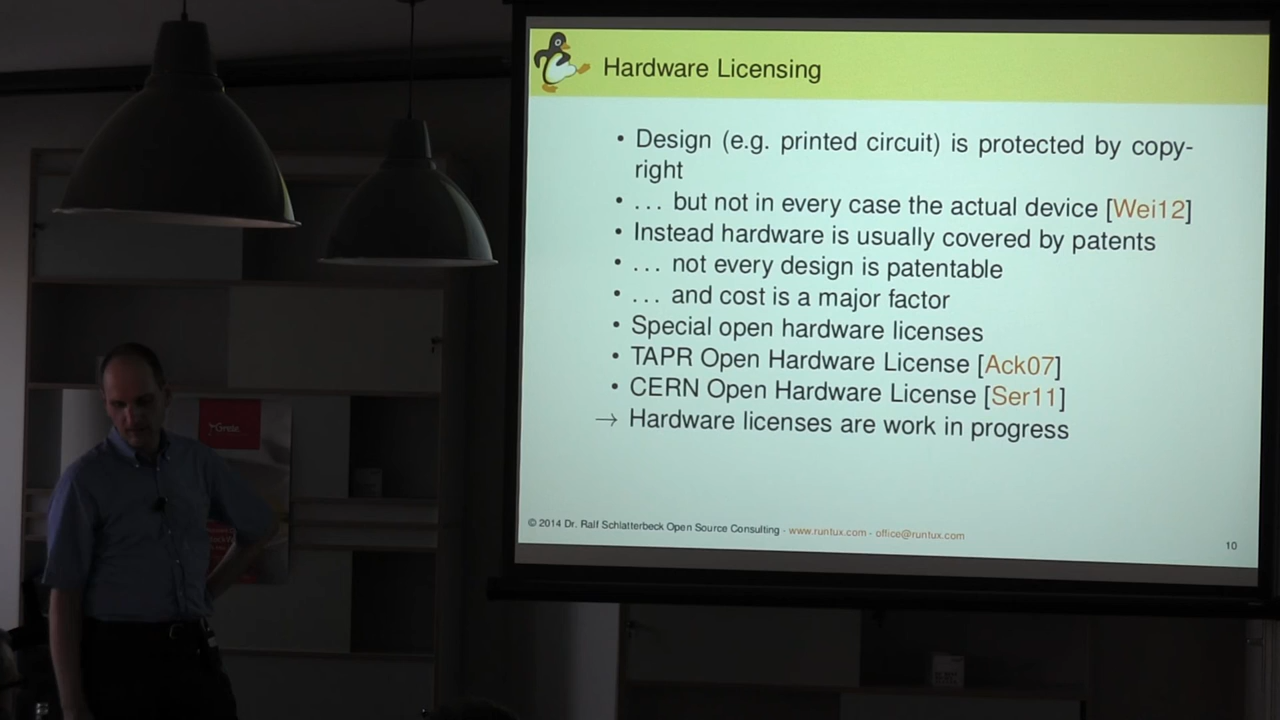 Hardware Licensing
• Design (e.g. printed circuit) is protected by copy-
right
• . . . but not in every case the actual device [Wei12]
• Instead hardware is usually covered by patents
• . . . not every design is patentable
• . . . and cost is a major factor
• Special open hardware licenses
• TAPR Open Hardware License [Ack07]
• CERN Open Hardware License [Ser11]
→ Hardware licenses are work in progress
© 2014 Dr. Ralf Schlatterbeck Open Source Consulting - www.runtux.com - office@runtux.com
10